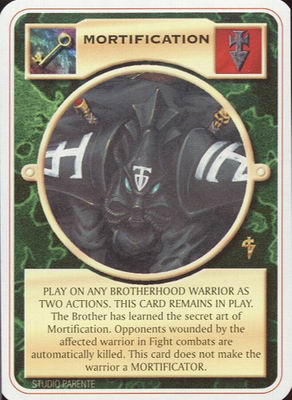 MORTIFICATION
PLAY ON ANY BROTHERHOOD WARRIOR AS
TWO ACTIONS. THIS CARD REMAINS IN PLAY.
The Brother has learned the secret art of
Mortification. Opponents wounded by the
affected warrior in Fight combats are
automatically killed. This card does not make
the warrior a MORTIFICATOR.
STUDIO PARENTE